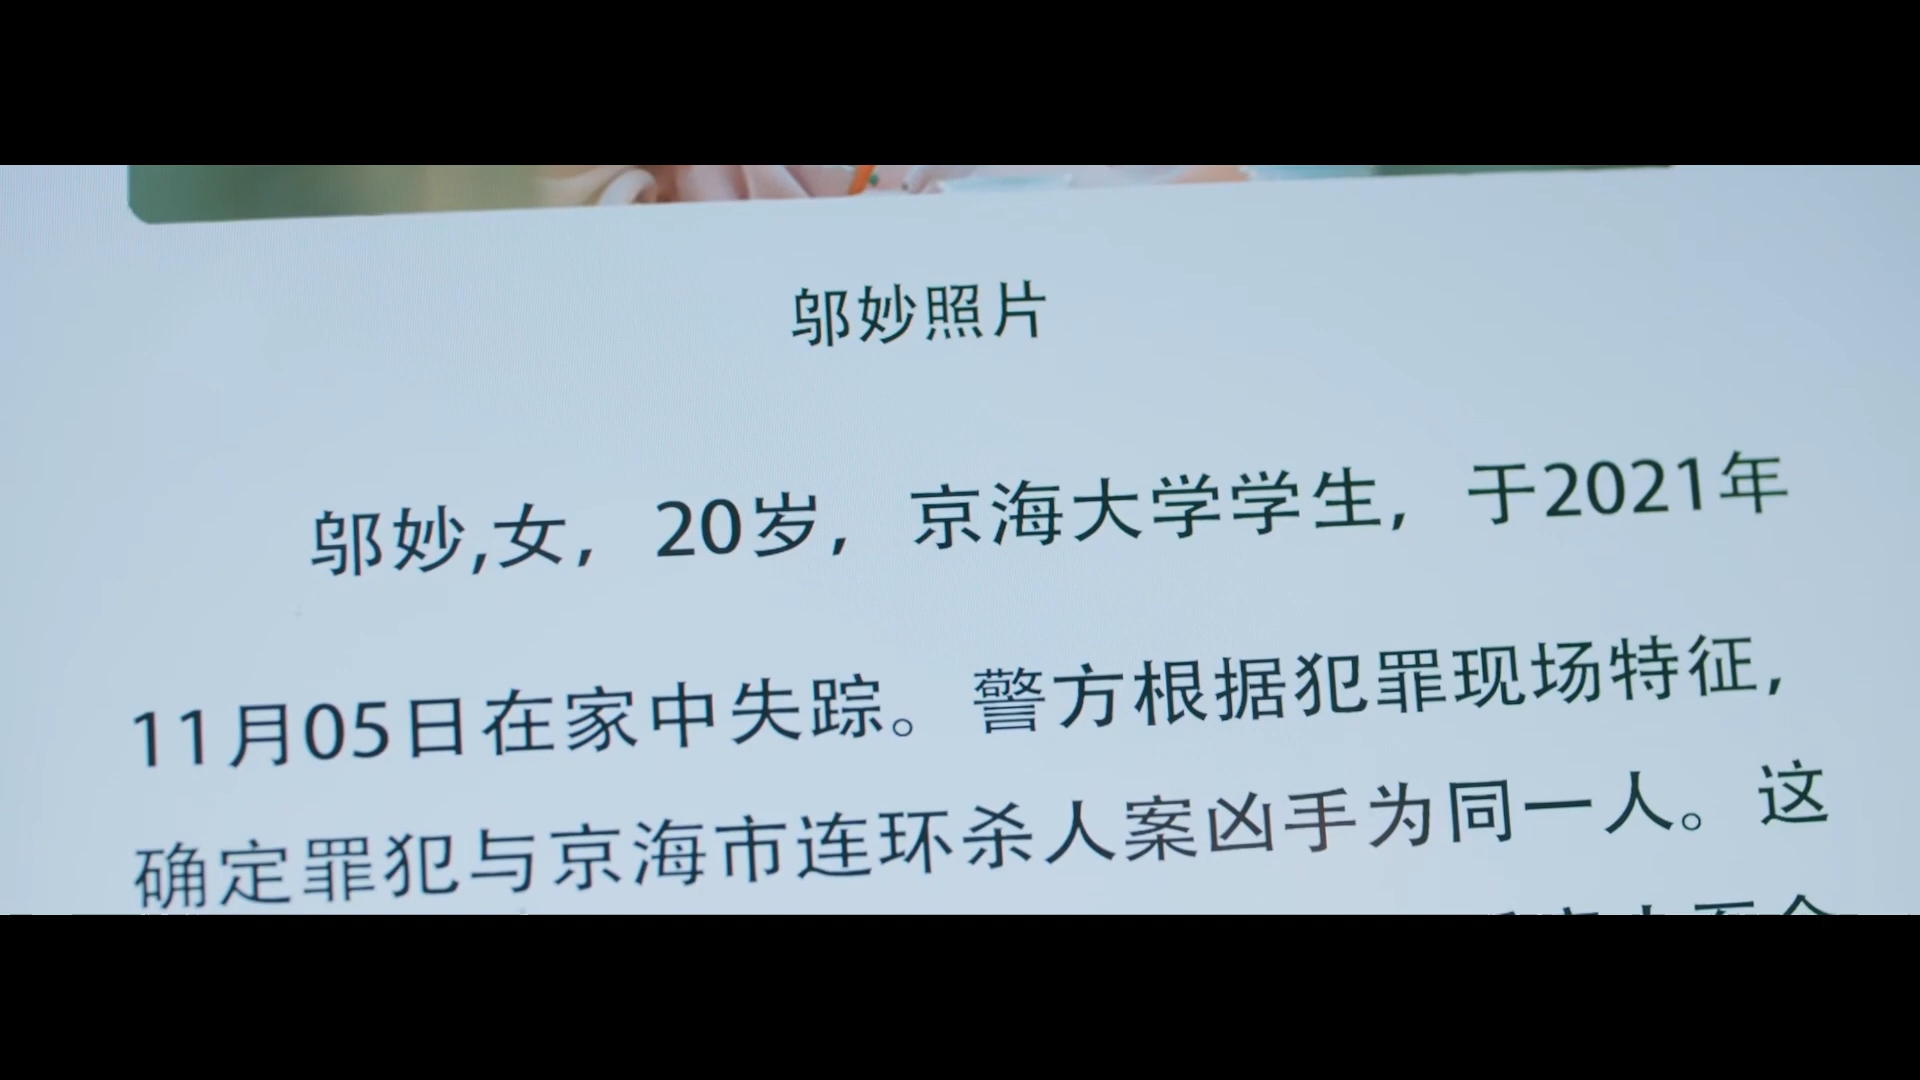 邬妙照片
邬妙,女，20岁，京海大学学生，于2021年
11月05日在家中失踪。警方根据犯罪现场特征，
确定罪犯与京海市连环杀人案凶手为同一人。这